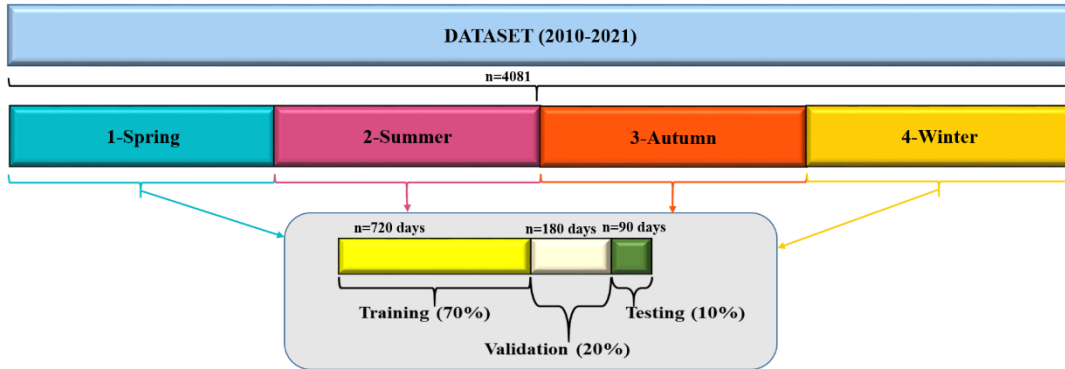 DATASET (2010-2021)
n=4081
1-Spring
2-Summer
3-Autumn
4-Winter
n=720 days
n=180 days
n=90 days
Training (70%)
Testing (10%)
Validation (20%)